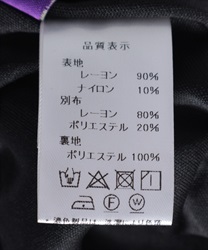 品質表示
表地
レーヨン 90%
ナイロン 10%
別布
レーヨン 80%
ポリエステル 20%
裏地
ポリエステル 100%